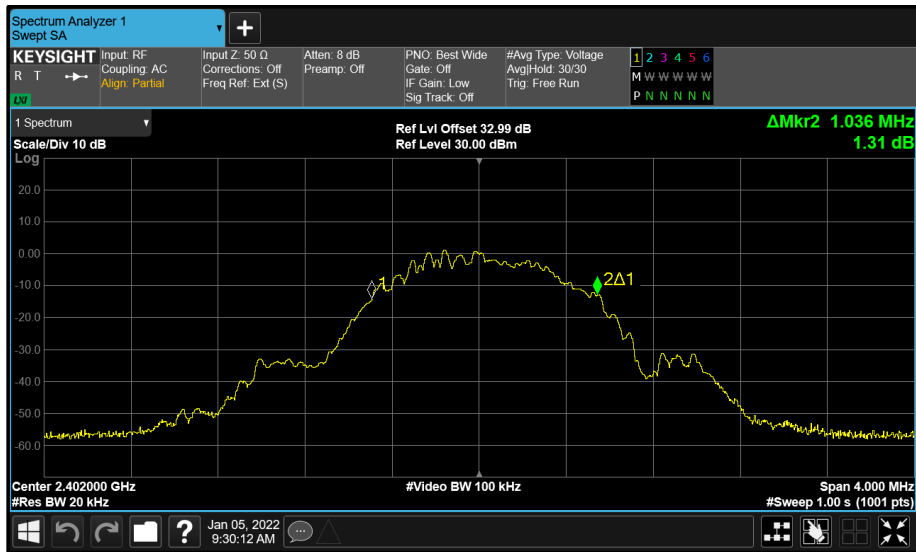 Spectrum Analyzer 1
Swept SA
+
KEYSIGHT
R T
LXI
Input: RF
Coupling: AC
Align: Partial
Input Z: 50 Ω
Corrections: Off
Freq Ref: Ext (S)
Atten: 8 dB
Preamp: Off
PNO: Best Wide
Gate: Off
IF Gain: Low
Sig Track: Off
#Avg Type: Voltage
Avg|Hold: 30/30
Trig: Free Run
1 2 3 4 5 6
M W W W W W
P N N N N N
1 Spectrum
Scale/Div 10 dB
Ref Lvl Offset 32.99 dB
Ref Level 30.00 dBm
ΔMkr2 1.036 MHz
1.31 dB
Log
20.0
10.0
0.00
-10.0
-20.0
-30.0
-40.0
-50.0
-60.0
1
2Δ1
Center 2.402000 GHz
#Res BW 20 kHz
#Video BW 100 kHz
Span 4.000 MHz
#Sweep 1.00 s (1001 pts)
?
Jan 05, 2022
9:30:12 AM